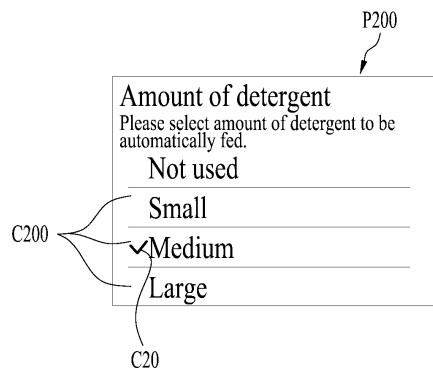 P200
Amount of detergent
Please select amount of detergent to be
automatically fed.
Not used
Small
C200
Medium
Large
C20